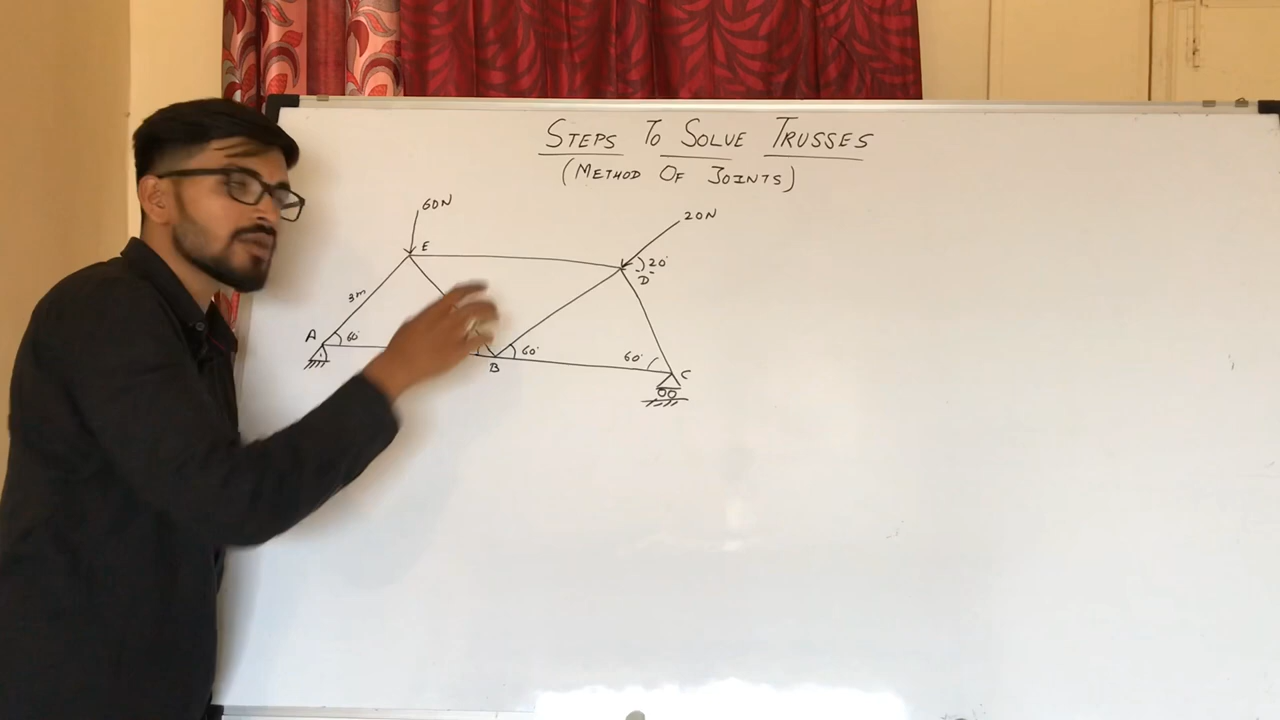 STEPS TO SOLVE TRUSSES
(METHOD OF JOINTS)
60N
20N
E
20°
D
3m
A
60°
B
60°
60°
C